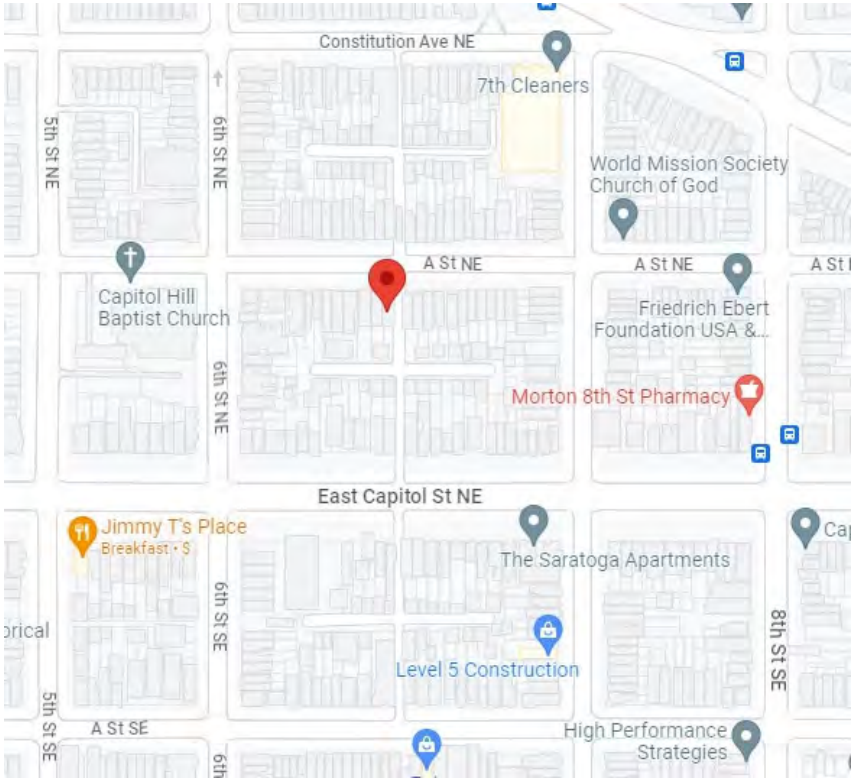 Constitution Ave NE
7th Cleaners
5th St NE
6th St NE
World Mission Society
Church of God
A St NE
A St NE
A St
Capitol Hill
Baptist Church
Friedrich Ebert
Foundation USA &...
6th St NE
Morton 8th St Pharmacy
East Capitol St NE
Jimmy T's Place
Breakfast • $
The Saratoga Apartments
Cap
6th St SE
orical
Level 5 Construction
8th St SE
5th St SE
A St SE
High Performance
Strategies
6th